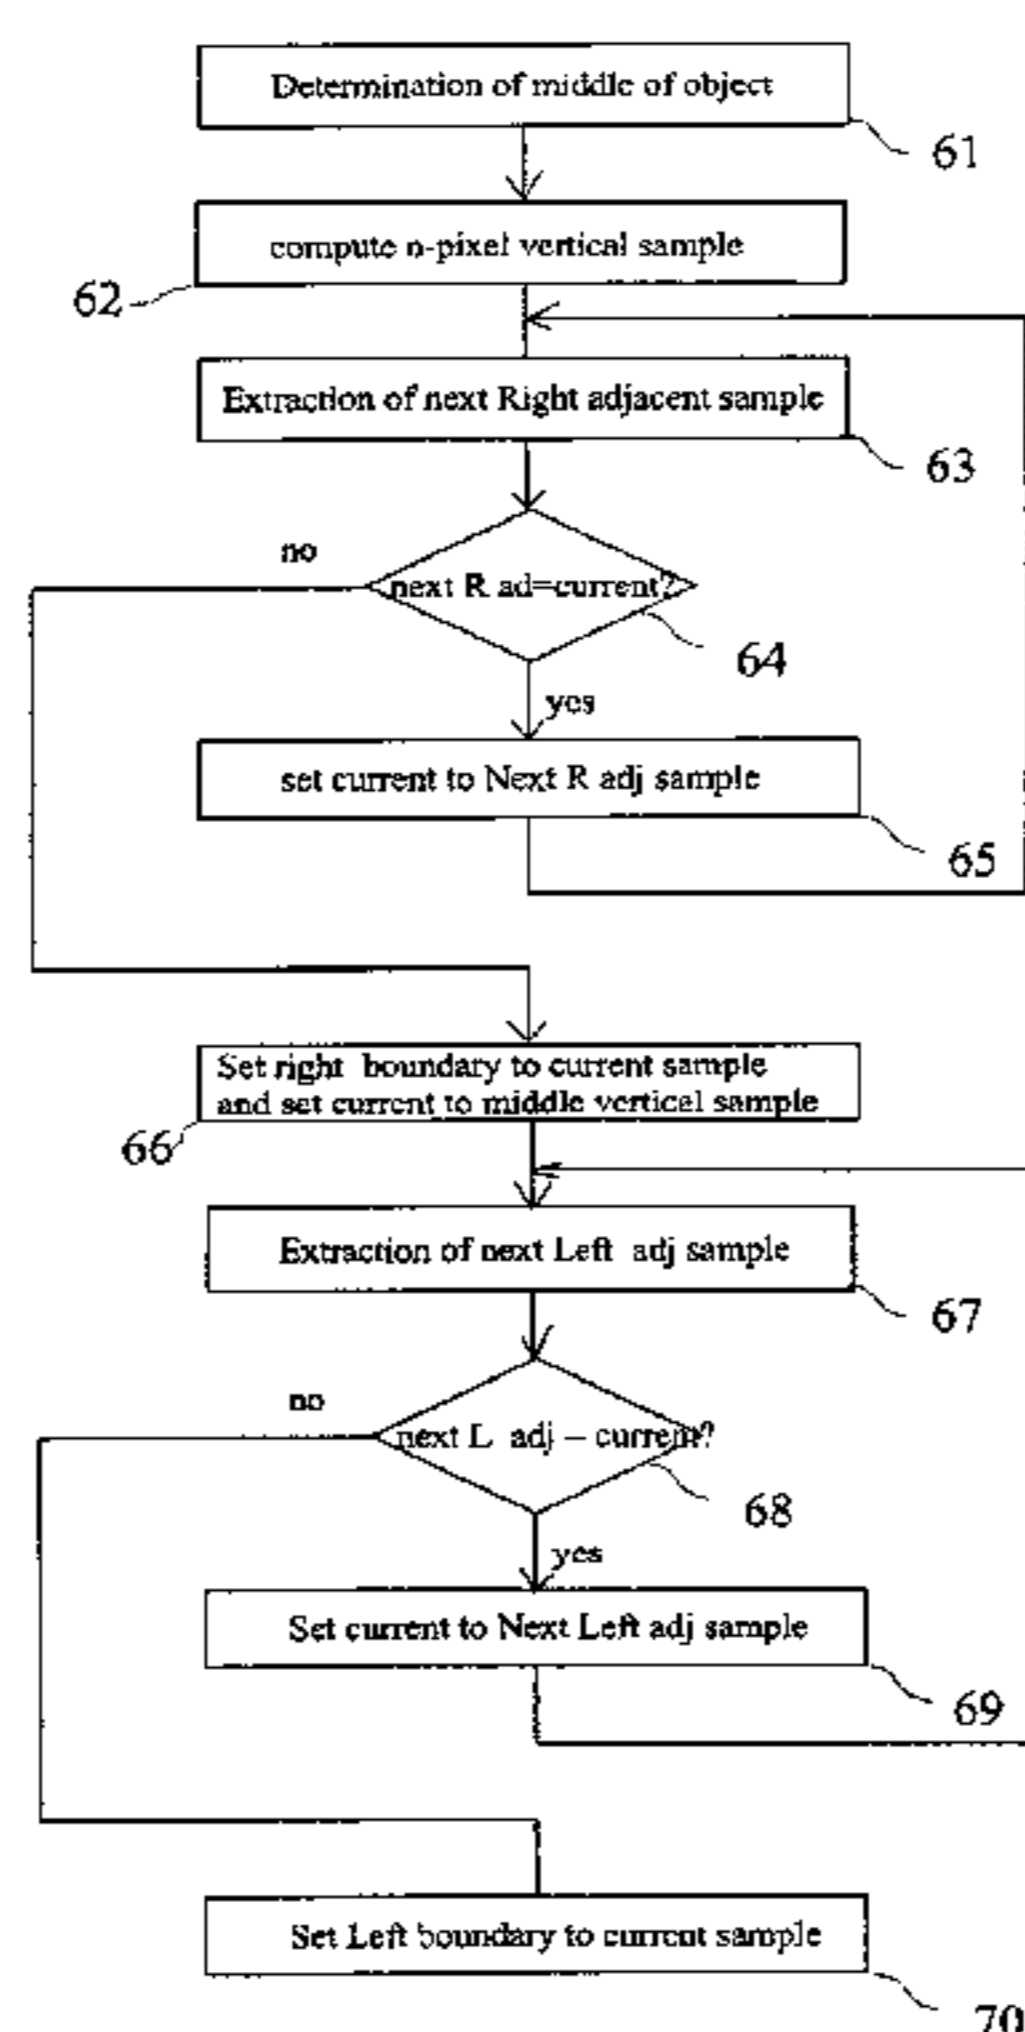 Determination of middle of object
61
compute n-pixel vertical sample
62
Extraction of next Right adjacent sample
63
no
next R ad=current?
64
yes
set current to Next R adj sample
65
Set right boundary to current sample
and set current to middle vertical sample
66
Extraction of next Left adj sample
67
no
next L adj = current?
68
yes
Set current to Next Left adj sample
69
Set Left boundary to current sample
70